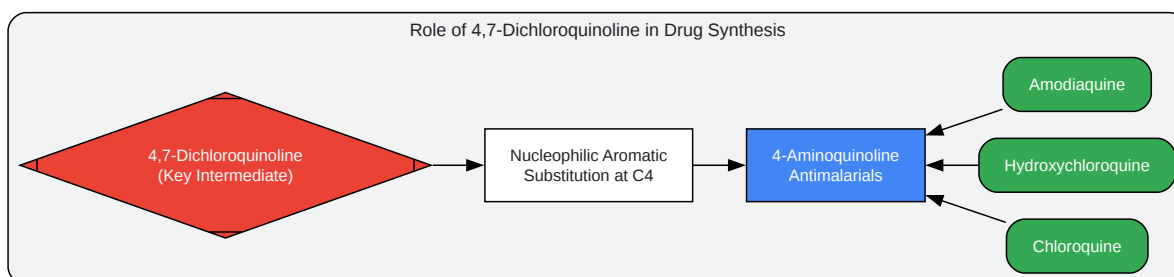 Role of 4,7-Dichloroquinoline in Drug Synthesis
4,7-Dichloroquinoline
(Key Intermediate)
Nucleophilic Aromatic
Substitution at C4
4-Aminoquinoline
Antimalarials
Amodiaquine
Hydroxychloroquine
Chloroquine